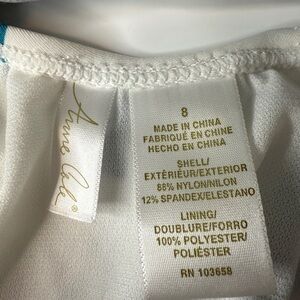 Anne Cole®
8
MADE IN CHINA
FABRIQUÉ EN CHINE
HECHO EN CHINA
SHELL/
EXTÉRIEUR/EXTERIOR
88% NYLON/NILON
12% SPANDEX/ELESTANO
LINING/
DOUBLURE/FORRO
100% POLYESTER/
POLIÉSTER
RN 103658